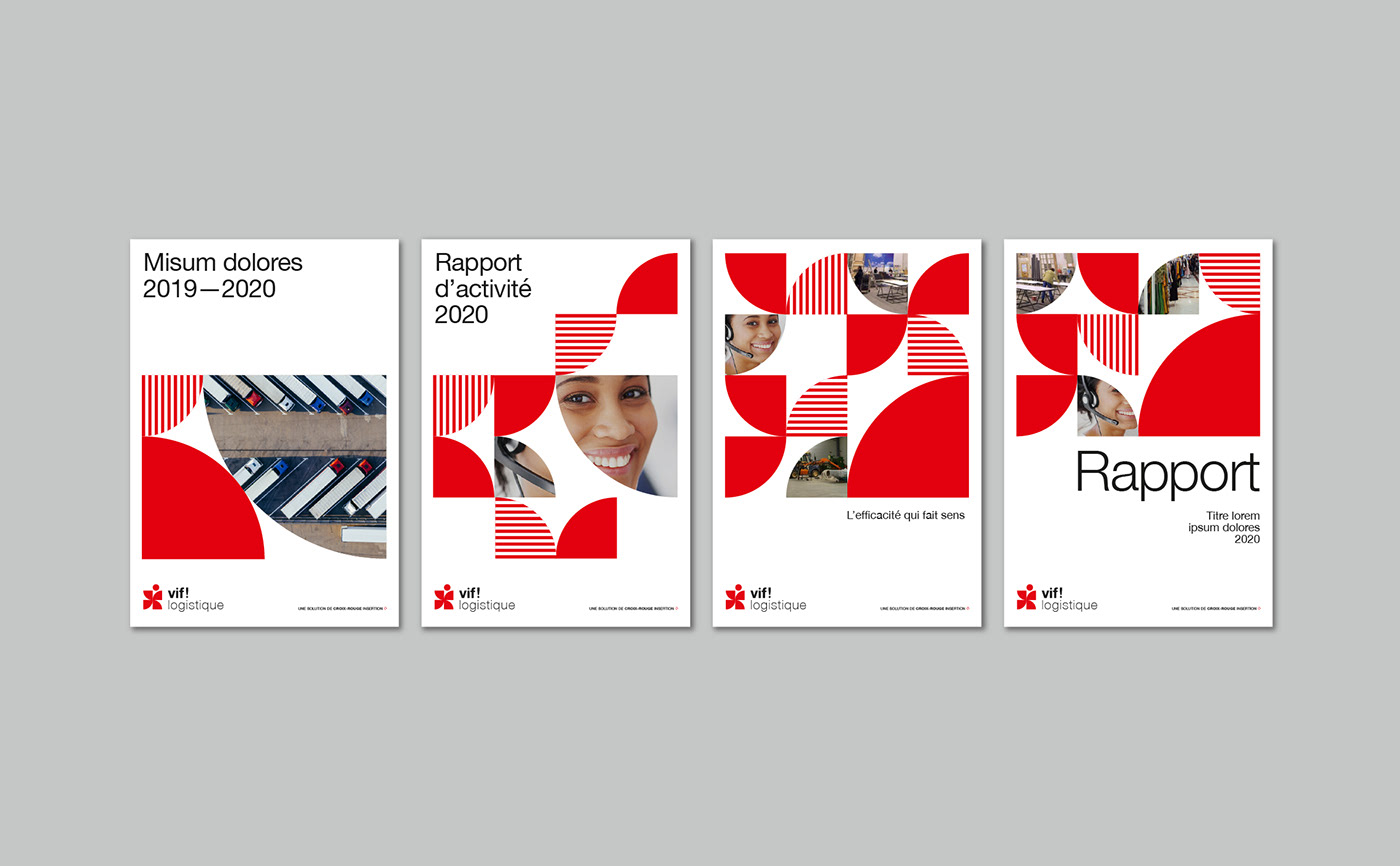 Misum dolores
2019—2020
vif!
logistique
UNE SOLUTION DE CROIX-ROUGE INSERTION
Rapport
d’activité
2020
vif!
logistique
UNE SOLUTION DE CROIX-ROUGE INSERTION
L’efficacité qui fait sens
vif!
logistique
UNE SOLUTION DE CROIX-ROUGE INSERTION
Rapport
Titre lorem
ipsum dolores
2020
vif!
logistique
UNE SOLUTION DE CROIX-ROUGE INSERTION